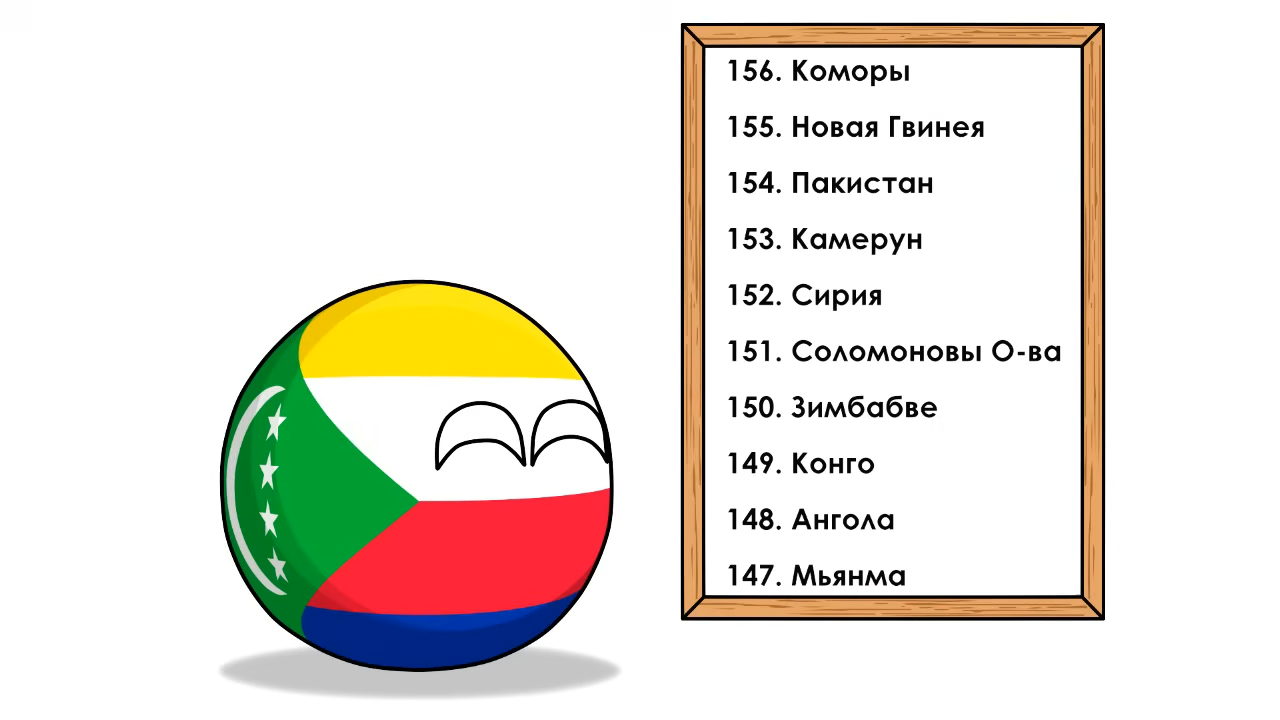 156. Коморы
155. Новая Гвинея
154. Пакистан
153. Камерун
152. Сирия
151. Соломоновы О-ва
150. Зимбабве
149. Конго
148. Ангола
147. Мьянма